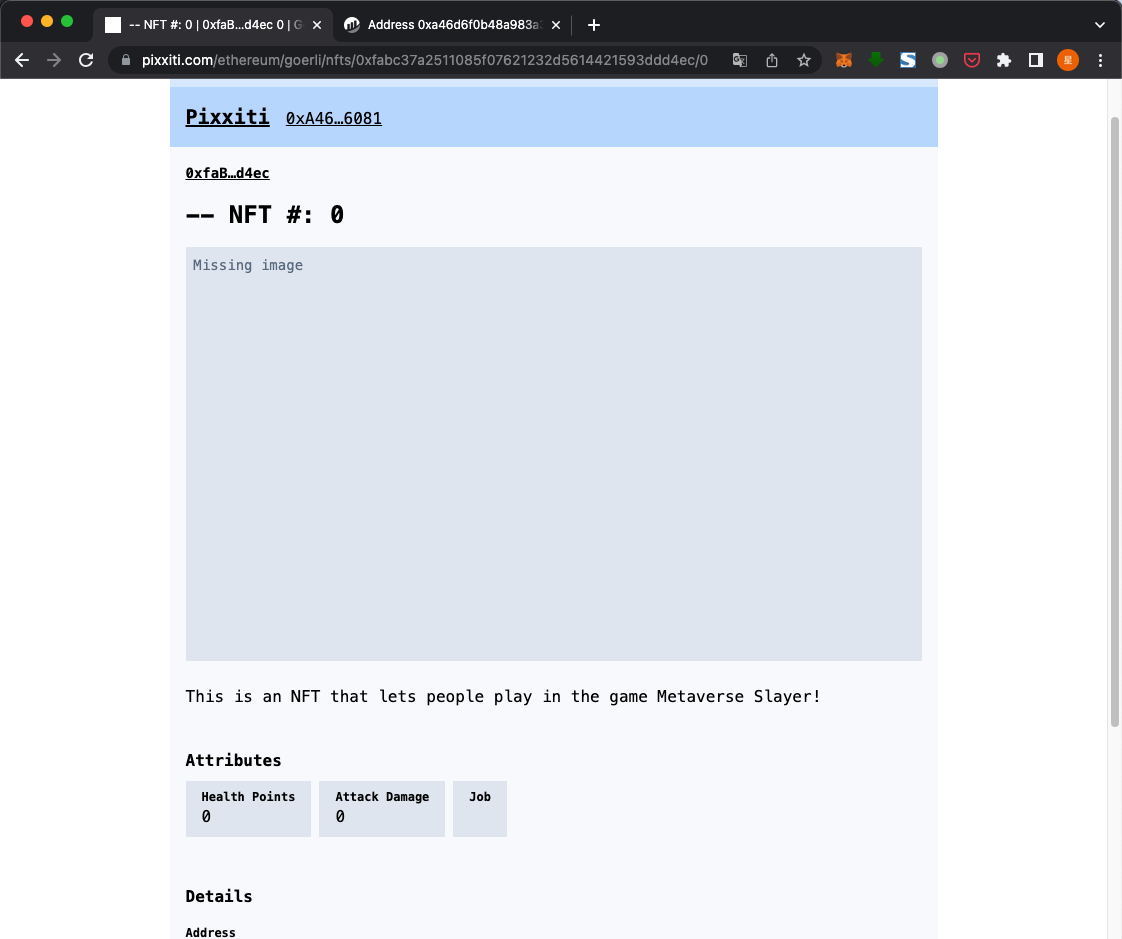 -- NFT #: 0 | 0xfaB...d4ec 0 | G
Address 0xa46d6f0b48a983a
pixxiti.com/ethereum/goerli/nfts/0xfabc37a2511085f07621232d5614421593ddd4ec/0
星
Pixxiti 0xA46…6081
0xfaB…d4ec
-- NFT #: 0
Missing image
This is an NFT that lets people play in the game Metaverse Slayer!
Attributes
Health Points Attack Damage Job
0 0
Details
Address